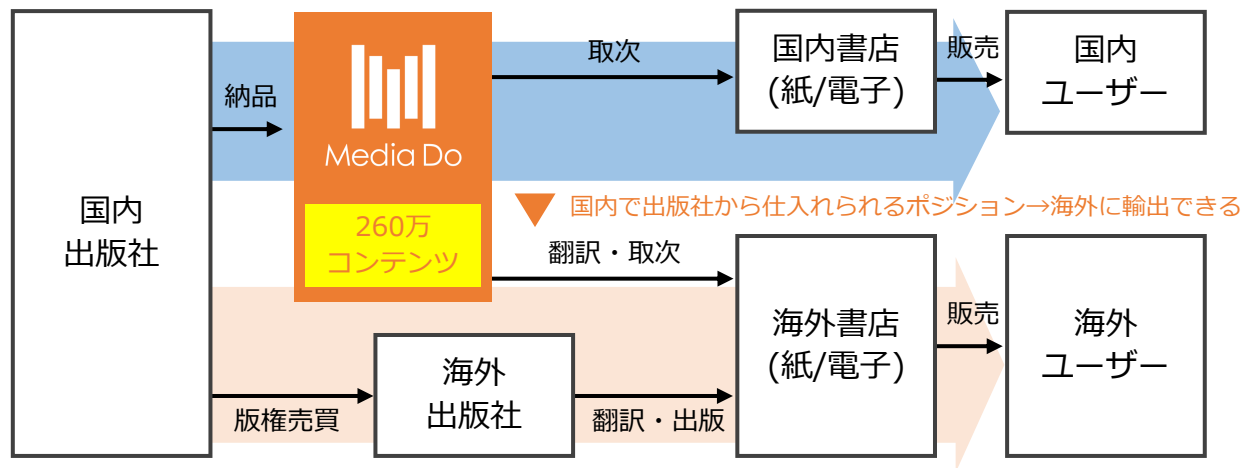 国内
出版社
納品
Media Do
260万
コンテンツ
取次
国内書店
(紙/電子)
販売
国内
ユーザー
国内で出版社から仕入れられるポジション→海外に輸出できる
翻訳・取次
版権売買
海外
出版社
翻訳・出版
海外書店
(紙/電子)
販売
海外
ユーザー